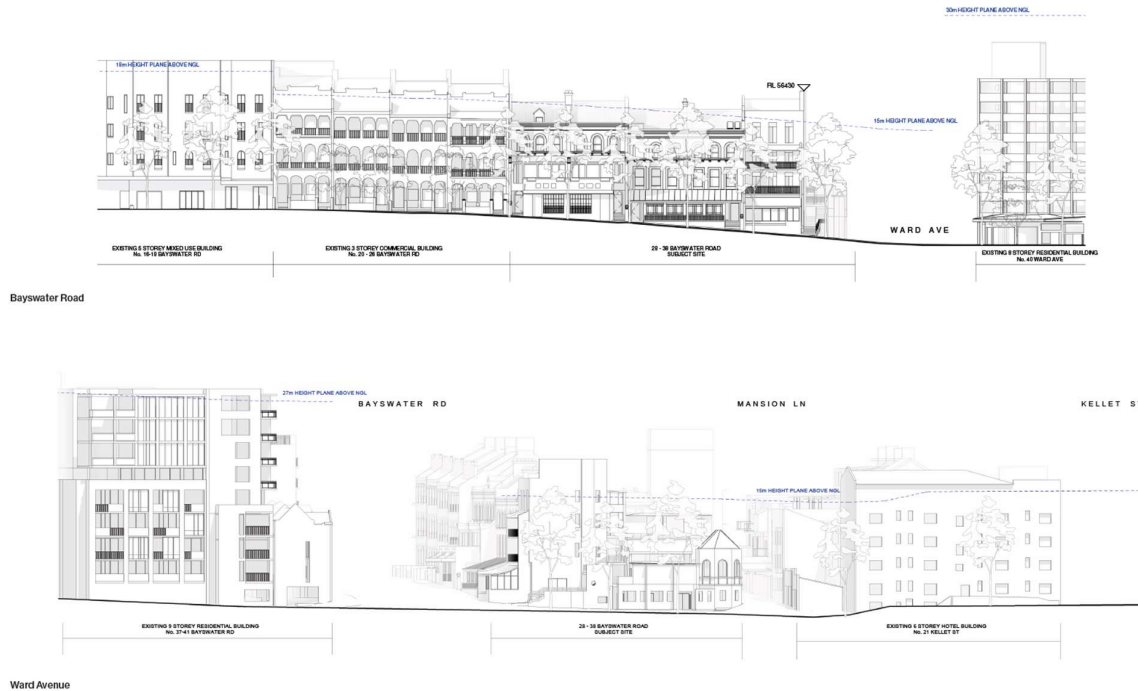 30m HEIGHT PLANE ABOVE NGL
18m HEIGHT PLANE ABOVE NGL
RL 56430
15m HEIGHT PLANE ABOVE NGL
WARD AVE
EXISTING 5 STOREY MIXED USE BUILDING
No. 16-18 BAYSWATER RD
EXISTING 3 STOREY COMMERCIAL BUILDING
No. 20 - 26 BAYSWATER RD
28 - 38 BAYSWATER ROAD
SUBJECT SITE
EXISTING 8 STOREY RESIDENTIAL BUILDING
No. 40 WARD AVE
Bayswater Road
27m HEIGHT PLANE ABOVE NGL
BAYSWATER RD
MANSION LN
KELLET S
15m HEIGHT PLANE ABOVE NGL
EXISTING 9 STOREY RESIDENTIAL BUILDING
No. 37-41 BAYSWATER RD
28 - 38 BAYSWATER ROAD
SUBJECT SITE
EXISTING 5 STOREY HOTEL BUILDING
No. 21 KELLET ST
Ward Avenue